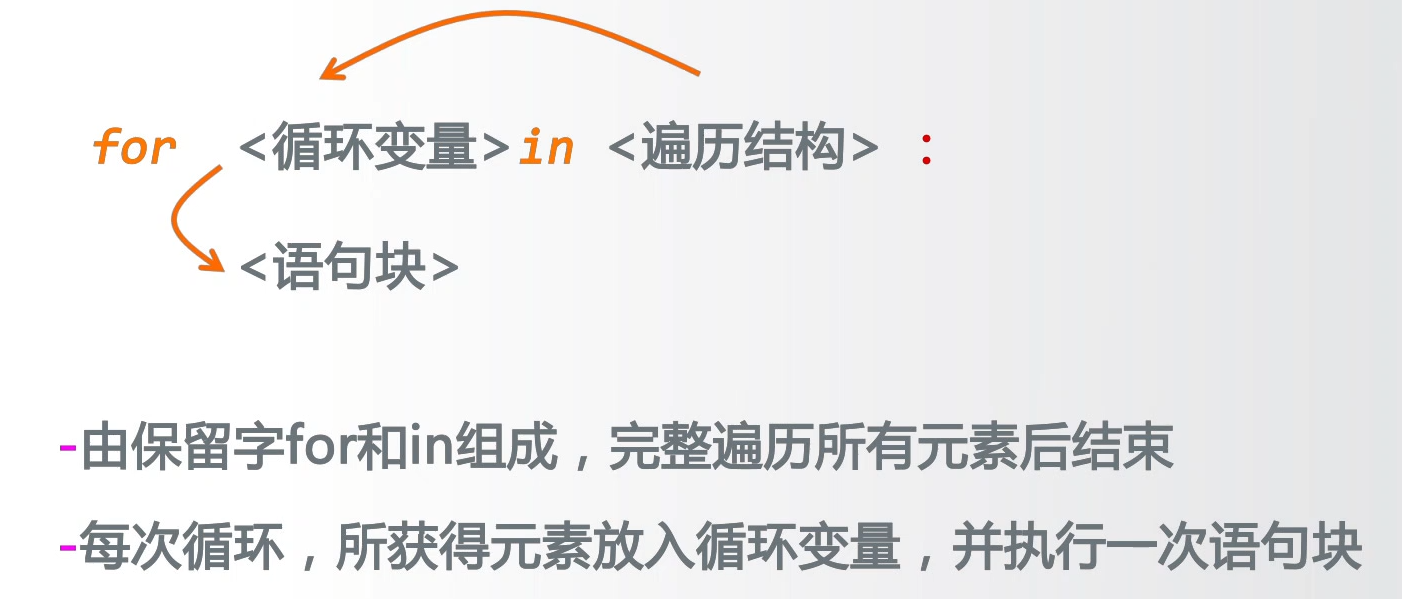 for <循环变量>in <遍历结构> :
<语句块>
-由保留字for和in组成，完整遍历所有元素后结束
-每次循环，所获得元素放入循环变量，并执行一次语句块